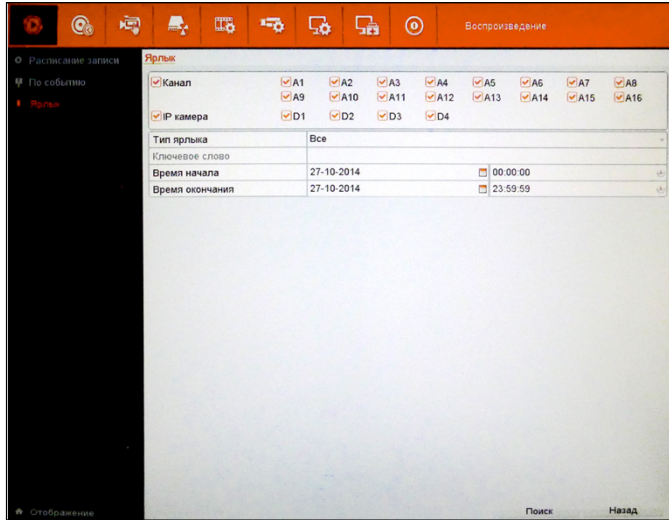 Воспроизведение
Расписание записи
По событию
Ярлык
Ярлык
Канал A1 A2 A3 A4 A5 A6 A7 A8
A9 A10 A11 A12 A13 A14 A15 A16
IP камера D1 D2 D3 D4
Тип ярлыка Все
Ключевое слово
Время начала 27-10-2014 00:00:00
Время окончания 27-10-2014 23:59:59
Отображение Поиск Назад